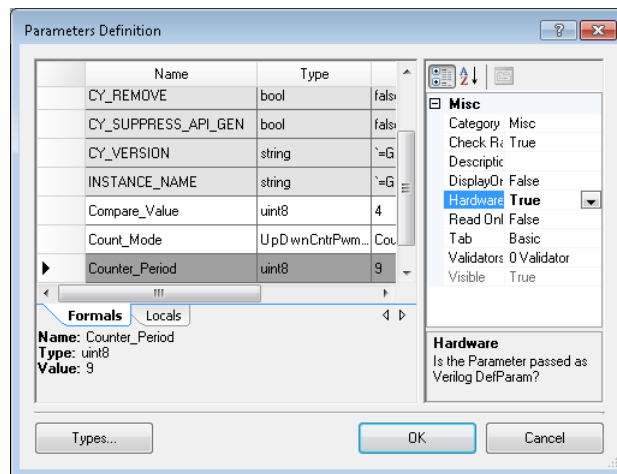 Parameters Definition
Name Type
CY_REMOVE bool fals
CY_SUPPRESS_API_GEN bool fals
CY_VERSION string `=G
INSTANCE_NAME string `=G
Compare_Value uint8 4
Count_Mode UpDwnCntrPwm... Cou
Counter_Period uint8 9
Formals Locals
Name: Counter_Period
Type: uint8
Value: 9
Misc
Category Misc
Check Ra True
Descriptic
DisplayOr False
Hardware True
Read Onl False
Tab Basic
Validators 0 Validator
Visible True
Hardware
Is the Parameter passed as
Verilog DefParam?
Types... OK Cancel